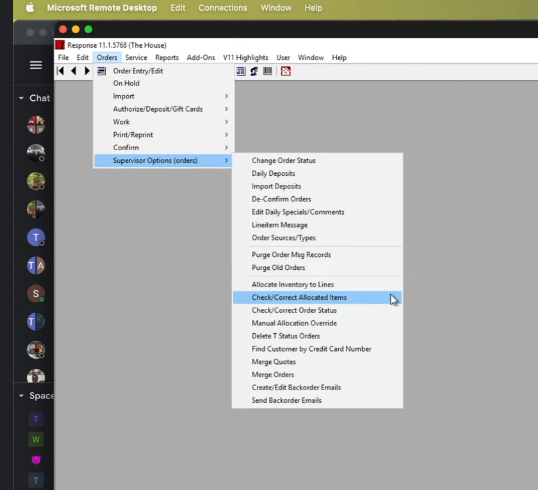 Microsoft Remote Desktop Edit Connections Window Help
Response 11.1.5768 (The House)
File Edit Orders Service Reports Add-Ons V11 Highlights User Window Help
Order Entry/Edit
On Hold
Import
Authorize/Deposit/Gift Cards
Work
Print/Reprint
Confirm
Supervisor Options (orders)
Change Order Status
Daily Deposits
Import Deposits
De-Confirm Orders
Edit Daily Specials/Comments
Lineitem Message
Order Sources/Types
Purge Order Msg Records
Purge Old Orders
Allocate Inventory to Lines
Check/Correct Allocated Items
Check/Correct Order Status
Manual Allocation Override
Delete T Status Orders
Find Customer by Credit Card Number
Merge Quotes
Merge Orders
Create/Edit Backorder Emails
Send Backorder Emails
Chat
T
T A
S
T
Space
T
W
T